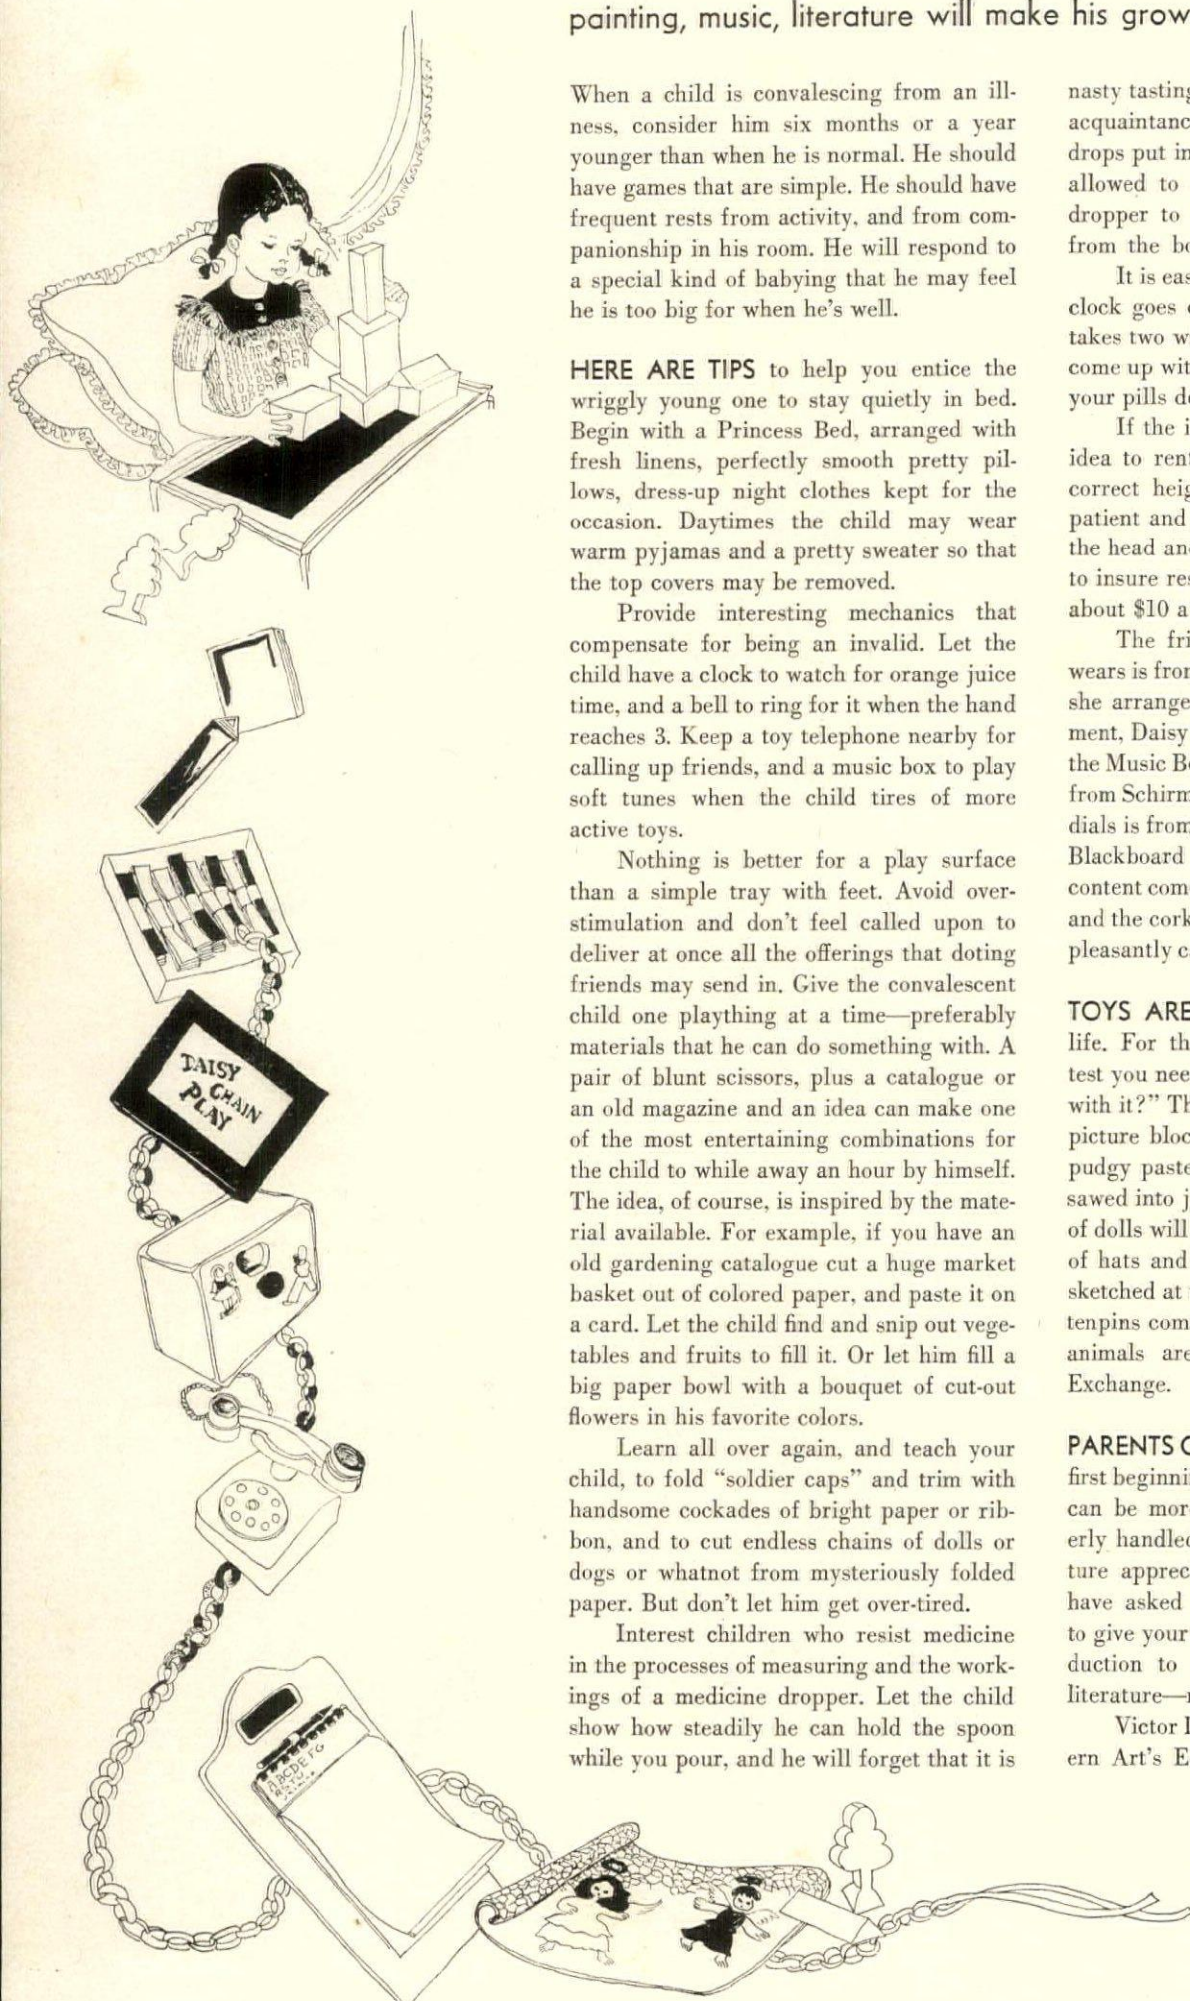 painting, music, literature will make his grow
When a child is convalescing from an ill-
ness, consider him six months or a year
younger than when he is normal. He should
have games that are simple. He should have
frequent rests from activity, and from com-
panionship in his room. He will respond to
a special kind of babying that he may feel
he is too big for when he's well.
HERE ARE TIPS to help you entice the
wriggly young one to stay quietly in bed.
Begin with a Princess Bed, arranged with
fresh linens, perfectly smooth pretty pil-
lows, dress-up night clothes kept for the
occasion. Daytimes the child may wear
warm pyjamas and a pretty sweater so that
the top covers may be removed.
Provide interesting mechanics that
compensate for being an invalid. Let the
child have a clock to watch for orange juice
time, and a bell to ring for it when the hand
reaches 3. Keep a toy telephone nearby for
calling up friends, and a music box to play
soft tunes when the child tires of more
active toys.
Nothing is better for a play surface
than a simple tray with feet. Avoid over-
stimulation and don't feel called upon to
deliver at once all the offerings that doting
friends may send in. Give the convalescent
child one plaything at a time—preferably
materials that he can do something with. A
pair of blunt scissors, plus a catalogue or
an old magazine and an idea can make one
of the most entertaining combinations for
the child to while away an hour by himself.
The idea, of course, is inspired by the mate-
rial available. For example, if you have an
old gardening catalogue cut a huge market
basket out of colored paper, and paste it on
a card. Let the child find and snip out vege-
tables and fruits to fill it. Or let him fill a
big paper bowl with a bouquet of cut-out
flowers in his favorite colors.
Learn all over again, and teach your
child, to fold “soldier caps” and trim with
handsome cockades of bright paper or rib-
bon, and to cut endless chains of dolls or
dogs or whatnot from mysteriously folded
paper. But don't let him get over-tired.
Interest children who resist medicine
in the processes of measuring and the work-
ings of a medicine dropper. Let the child
show how steadily he can hold the spoon
while you pour, and he will forget that it is
nasty tasting
acquaintanc
drops put in
allowed to
dropper to
from the bo
It is eas
clock goes
takes two w
come up wit
your pills d
If the i
idea to ren
correct heig
patient and
the head an
to insure res
about $10 a
The fri
wears is fro
she arrange
ment, Daisy
the Music B
from Schirm
dials is from
Blackboard
content com
and the cork
pleasantly c
TOYS ARE
life. For th
test you nee
with it?” Th
picture bloc
pudgy paste
sawed into j
of dolls will
of hats and
sketched at
tenpins com
animals are
Exchange.
PARENTS
first beginni
can be mor
erly handled
ture apprec
have asked
to give your
duction to
literature—
Victor
ern Art's E
DAISY
CHAIN
PLAY
ABCDEFG